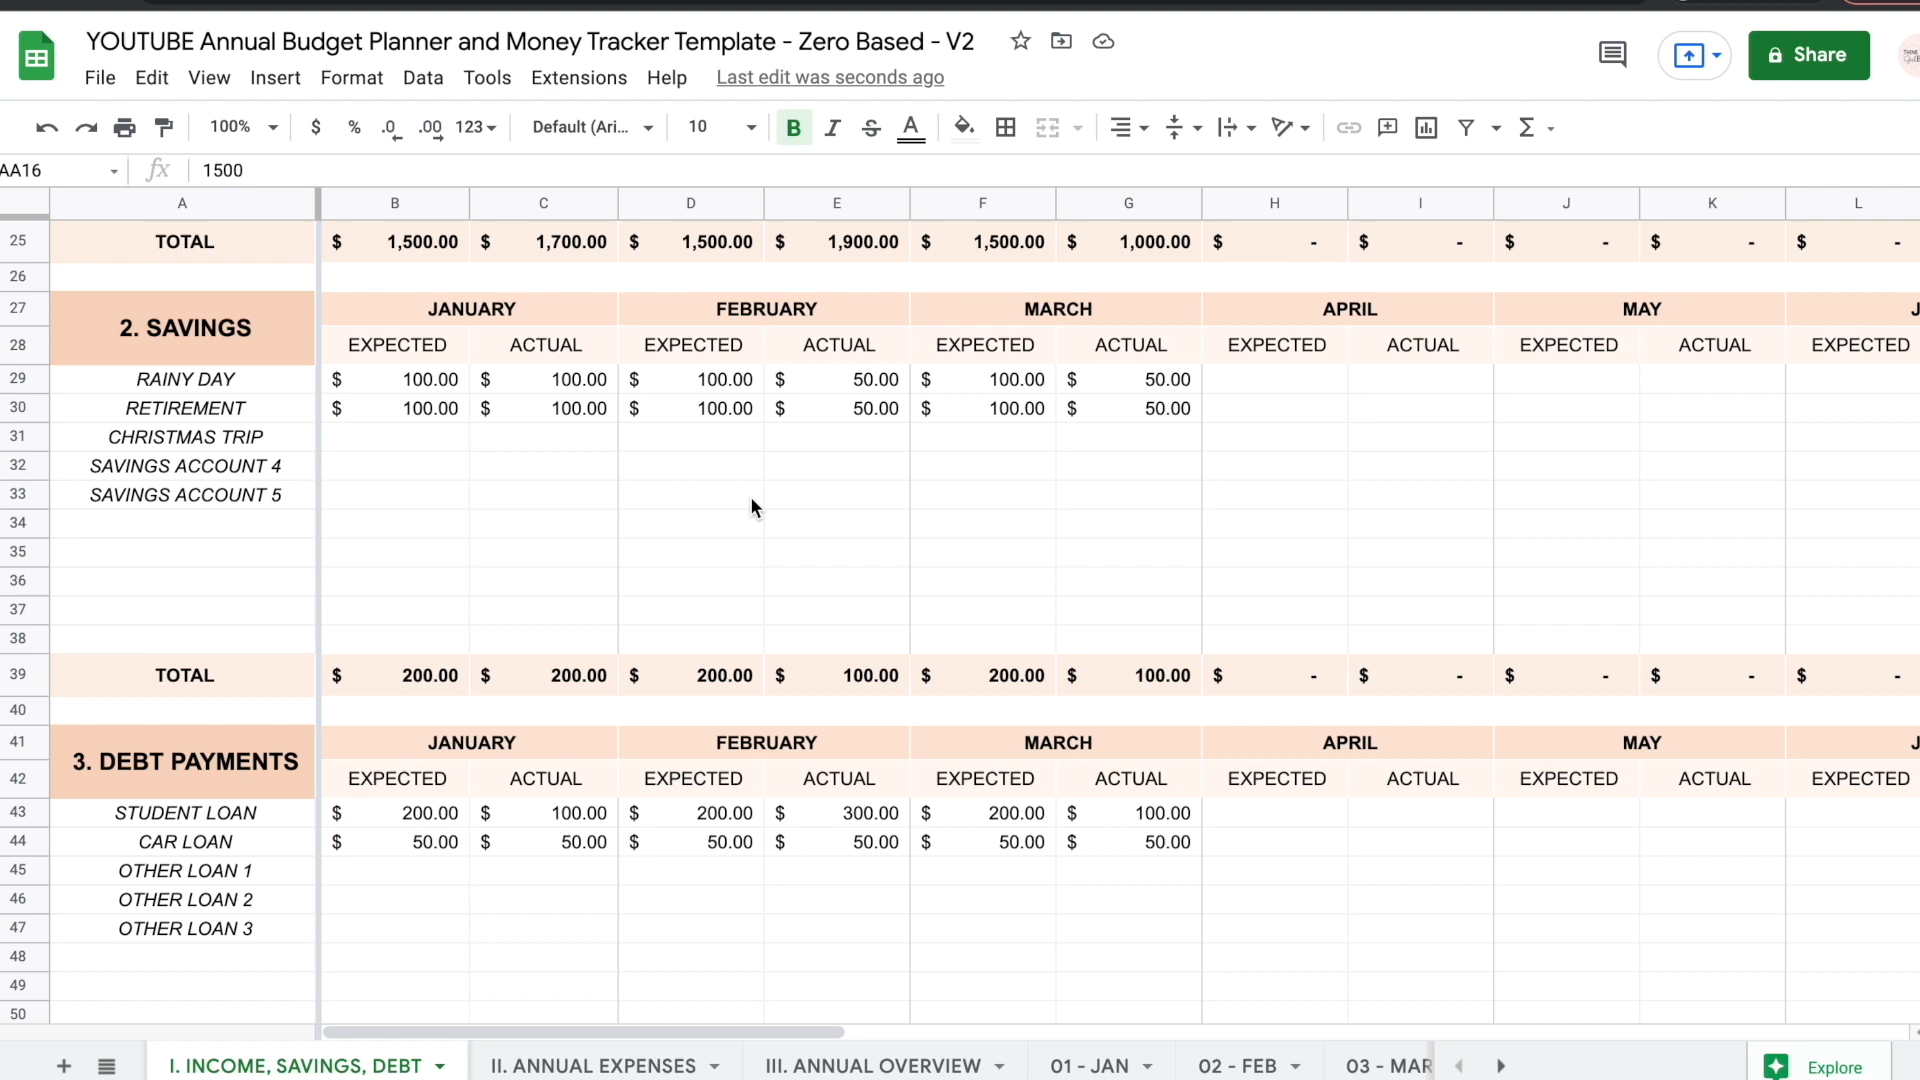 YOUTUBE Annual Budget Planner and Money Tracker Template - Zero Based - V2
File Edit View Insert Format Data Tools Extensions Help Last edit was seconds ago
Share
100% $ % .0 .00 123 Default (Ari... 10 B I S A Σ
AA16 fx 1500
A B C D E F G H I J K L
25 TOTAL $ 1,500.00 $ 1,700.00 $ 1,500.00 $ 1,900.00 $ 1,500.00 $ 1,000.00 $ - $ - $ - $ - $ -
26
27 2. SAVINGS JANUARY FEBRUARY MARCH APRIL MAY J
28 EXPECTED ACTUAL EXPECTED ACTUAL EXPECTED ACTUAL EXPECTED ACTUAL EXPECTED ACTUAL EXPECTED
29 RAINY DAY $ 100.00 $ 100.00 $ 100.00 $ 50.00 $ 100.00 $ 50.00
30 RETIREMENT $ 100.00 $ 100.00 $ 100.00 $ 50.00 $ 100.00 $ 50.00
31 CHRISTMAS TRIP
32 SAVINGS ACCOUNT 4
33 SAVINGS ACCOUNT 5
34
35
36
37
38
39 TOTAL $ 200.00 $ 200.00 $ 200.00 $ 100.00 $ 200.00 $ 100.00 $ - $ - $ - $ - $ -
40
41 3. DEBT PAYMENTS JANUARY FEBRUARY MARCH APRIL MAY J
42 EXPECTED ACTUAL EXPECTED ACTUAL EXPECTED ACTUAL EXPECTED ACTUAL EXPECTED ACTUAL EXPECTED
43 STUDENT LOAN $ 200.00 $ 100.00 $ 200.00 $ 300.00 $ 200.00 $ 100.00
44 CAR LOAN $ 50.00 $ 50.00 $ 50.00 $ 50.00 $ 50.00 $ 50.00
45 OTHER LOAN 1
46 OTHER LOAN 2
47 OTHER LOAN 3
48
49
50
I. INCOME, SAVINGS, DEBT II. ANNUAL EXPENSES III. ANNUAL OVERVIEW 01 - JAN 02 - FEB 03 - MAR Explore